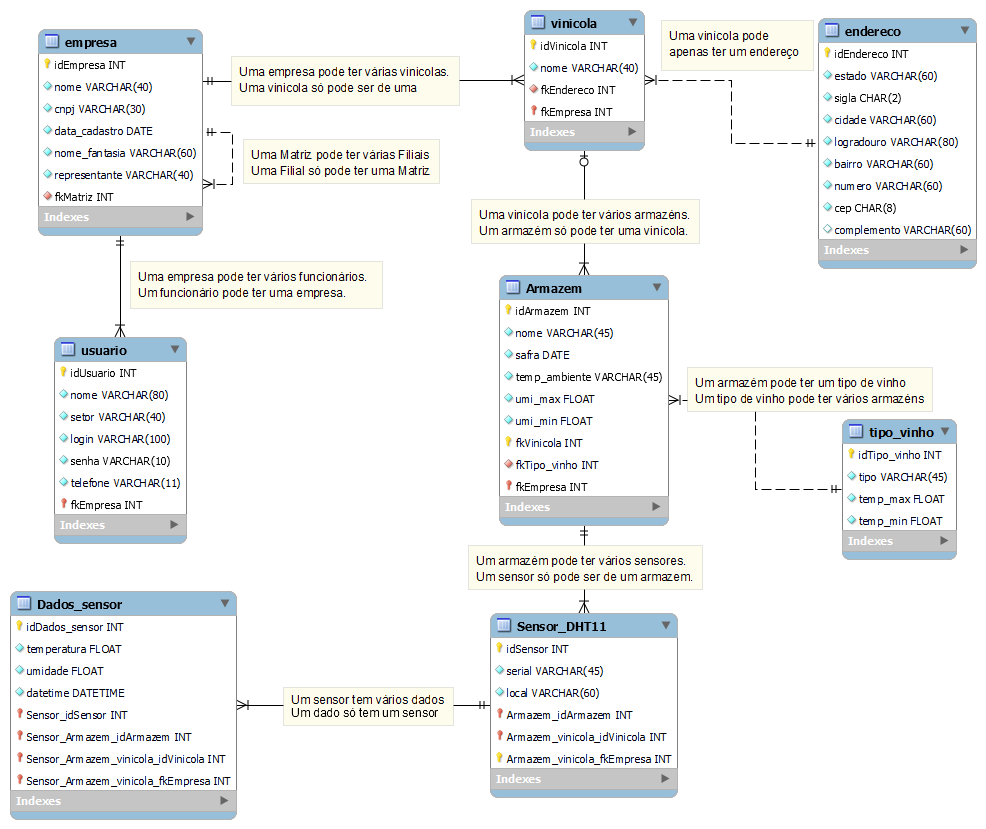 empresa
idEmpresa INT
nome VARCHAR(40)
cnpj VARCHAR(30)
data_cadastro DATE
nome_fantasia VARCHAR(60)
representante VARCHAR(40)
fkMatriz INT
Indexes
Uma empresa pode ter várias vinicolas.
Uma vinícola só pode ser de uma
Uma Matriz pode ter várias Filiais
Uma Filial só pode ter uma Matriz
vinicola
idVinicola INT
nome VARCHAR(40)
fkEndereco INT
fkEmpresa INT
Indexes
Uma vinicola pode
apenas ter um endereço
endereco
idEndereco INT
estado VARCHAR(60)
sigla CHAR(2)
cidade VARCHAR(60)
logradouro VARCHAR(80)
bairro VARCHAR(60)
numero VARCHAR(60)
cep CHAR(8)
complemento VARCHAR(60)
Indexes
Uma vinícola pode ter vários armazéns.
Um armazém só pode ter uma vinícola.
Uma empresa pode ter vários funcionários.
Um funcionário pode ter uma empresa.
usuario
idUsuario INT
nome VARCHAR(80)
setor VARCHAR(40)
login VARCHAR(100)
senha VARCHAR(10)
telefone VARCHAR(11)
fkEmpresa INT
Indexes
Armazem
idArmazem INT
nome VARCHAR(45)
safra DATE
temp_ambiente VARCHAR(45)
umi_max FLOAT
umi_min FLOAT
fkVinicola INT
fkTipo_vinho INT
fkEmpresa INT
Indexes
Um armazém pode ter um tipo de vinho
Um tipo de vinho pode ter vários armazéns
tipo_vinho
idTipo_vinho INT
tipo VARCHAR(45)
temp_max FLOAT
temp_min FLOAT
Indexes
Um armazém pode ter vários sensores.
Um sensor só pode ser de um armazem.
Dados_sensor
idDados_sensor INT
temperatura FLOAT
umidade FLOAT
datetime DATETIME
Sensor_idSensor INT
Sensor_Armazem_idArmazem INT
Sensor_Armazem_vinicola_idVinicola INT
Sensor_Armazem_vinicola_fkEmpresa INT
Indexes
Um sensor tem vários dados
Um dado só tem um sensor
Sensor_DHT11
idSensor INT
serial VARCHAR(45)
local VARCHAR(60)
Armazem_idArmazem INT
Armazem_vinicola_idVinicola INT
Armazem_vinicola_fkEmpresa INT
Indexes